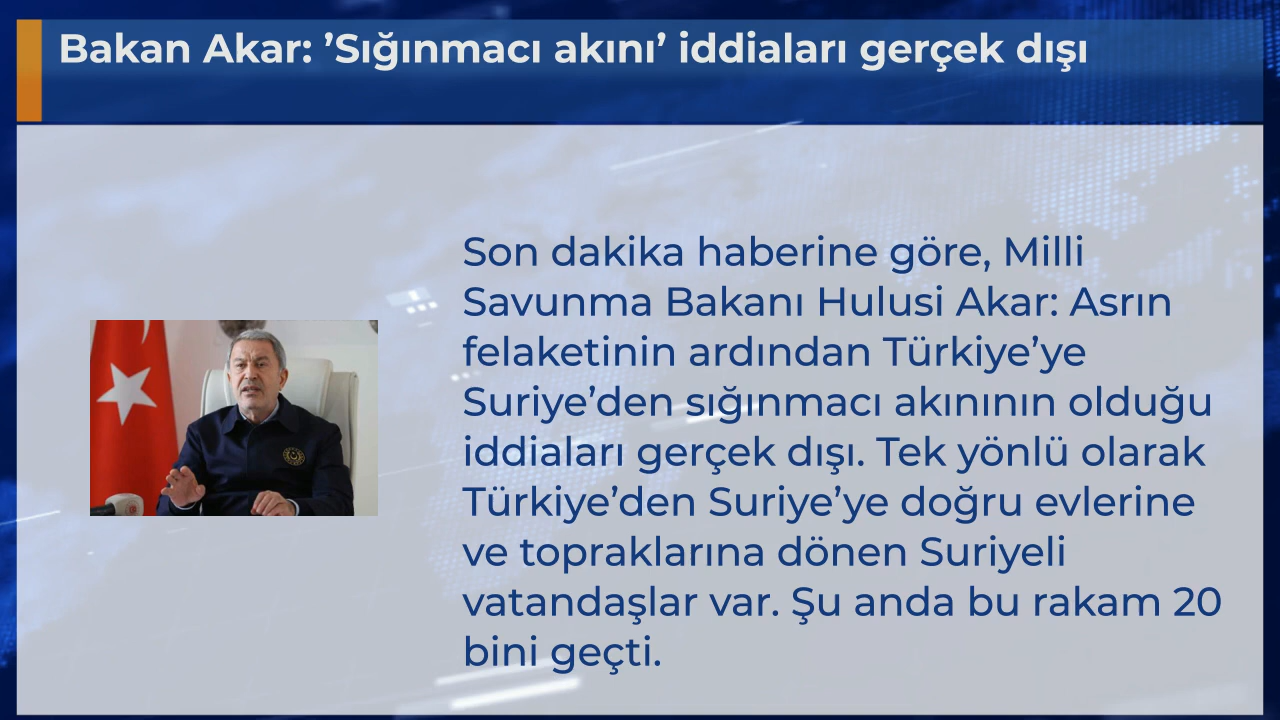 Bakan Akar: ’Sığınmacı akını’ iddiaları gerçek dışı
Son dakika haberine göre, Milli
Savunma Bakanı Hulusi Akar: Asrın
felaketinin ardından Türkiye’ye
Suriye’den sığınmacı akınının olduğu
iddiaları gerçek dışı. Tek yönlü olarak
Türkiye’den Suriye’ye doğru evlerine
ve topraklarına dönen Suriyeli
vatandaşlar var. Şu anda bu rakam 20
bini geçti.